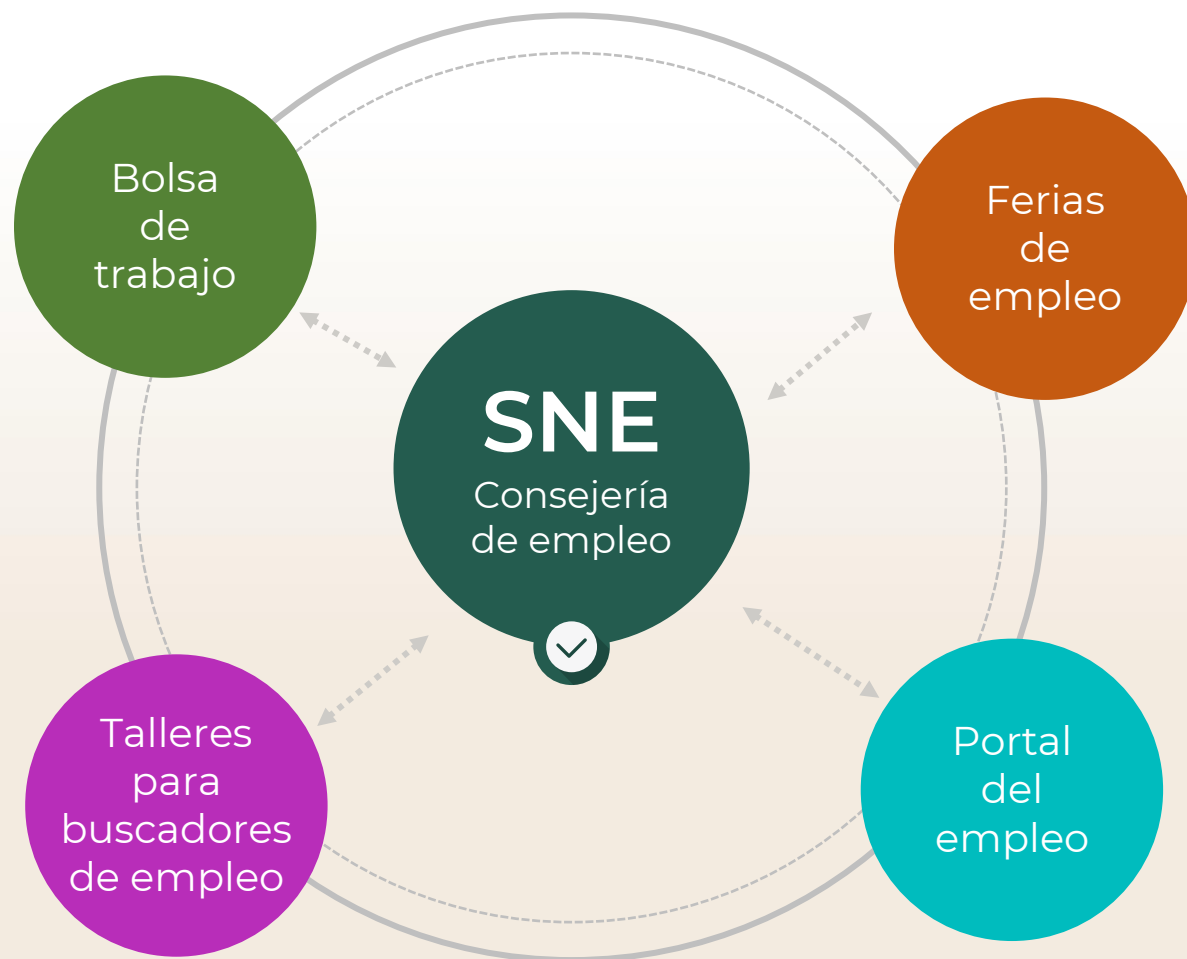 Bolsa
de
trabajo
Ferias
de
empleo
SNE
Consejería
de empleo
Talleres
para
buscadores
de empleo
Portal
del
empleo